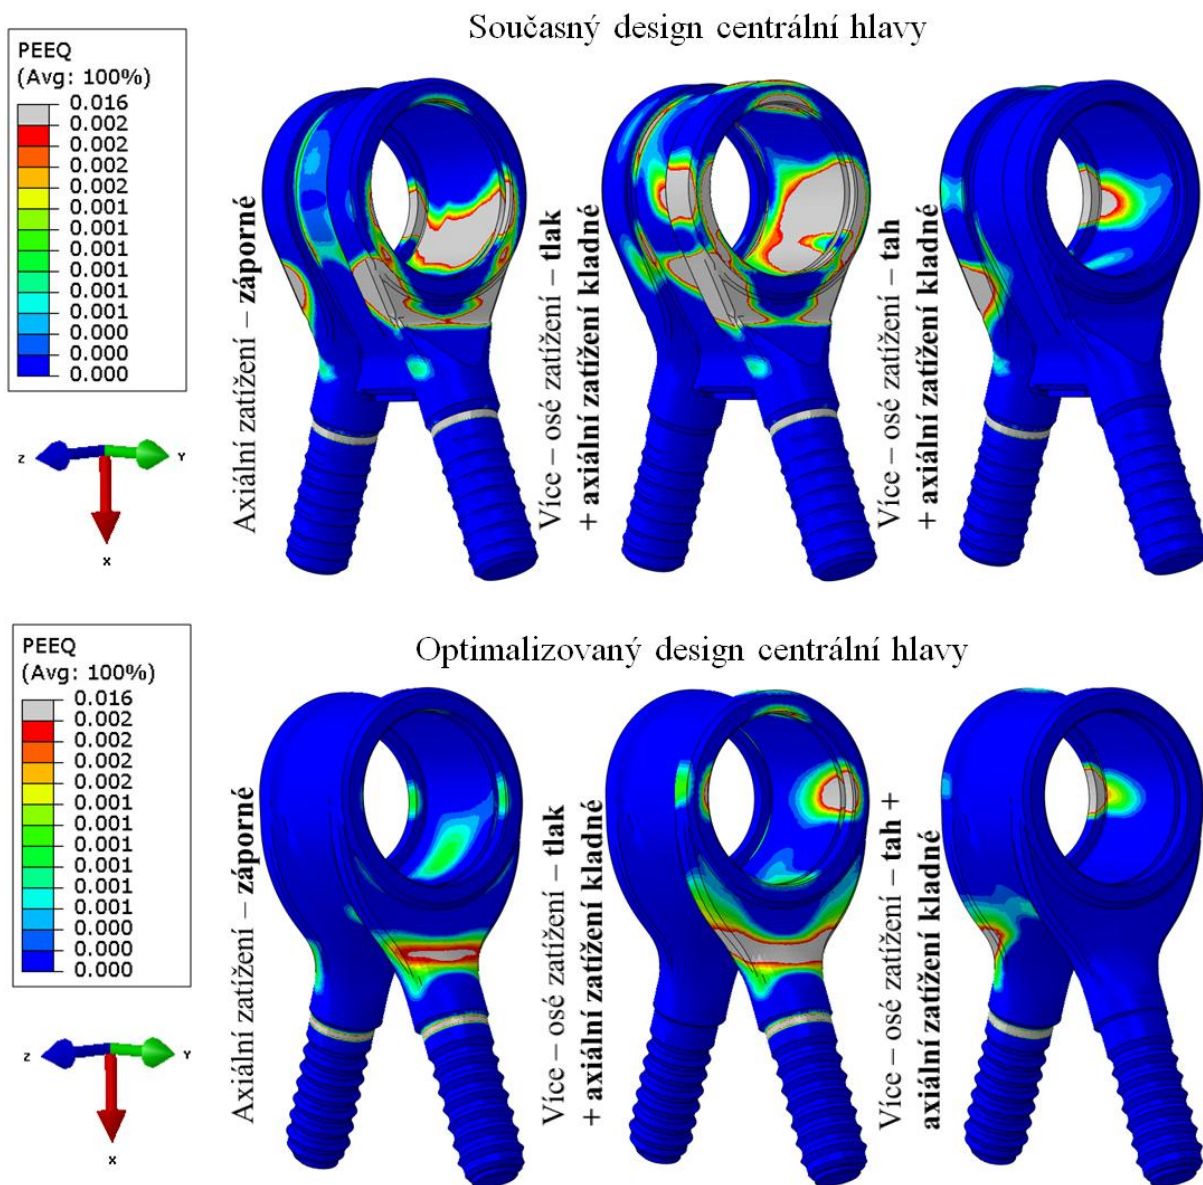 Současný design centrální hlavy
PEEQ
(Avg: 100%)
0.016
0.002
0.002
0.002
0.002
0.001
0.001
0.001
0.001
0.001
0.001
0.000
0.000
0.000
Z
Y
X
Axiální zatížení – záporné
Více – osé zatížení – tlak
+ axiální zatížení kladné
Více – osé zatížení – tah
+ axiální zatížení kladné
Optimalizovaný design centrální hlavy
PEEQ
(Avg: 100%)
0.016
0.002
0.002
0.002
0.002
0.001
0.001
0.001
0.001
0.001
0.001
0.000
0.000
0.000
Z
Y
X
Axiální zatížení – záporné
Více – osé zatížení – tlak
+ axiální zatížení kladné
Více – osé zatížení – tah +
axiální zatížení kladné